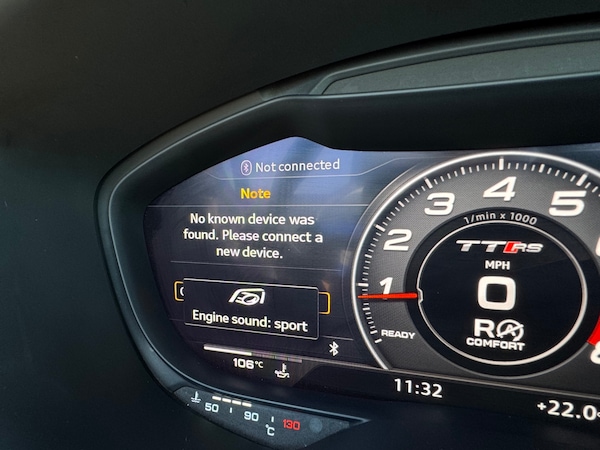 Not connected
Note
No known device was
found. Please connect a
new device.
Engine sound: sport
106°C
50 90 130
°C
1 2 3 4 5 6
1/min x 1000
TTRS
MPH
0
R
COMFORT
READY
11:32
+22.0